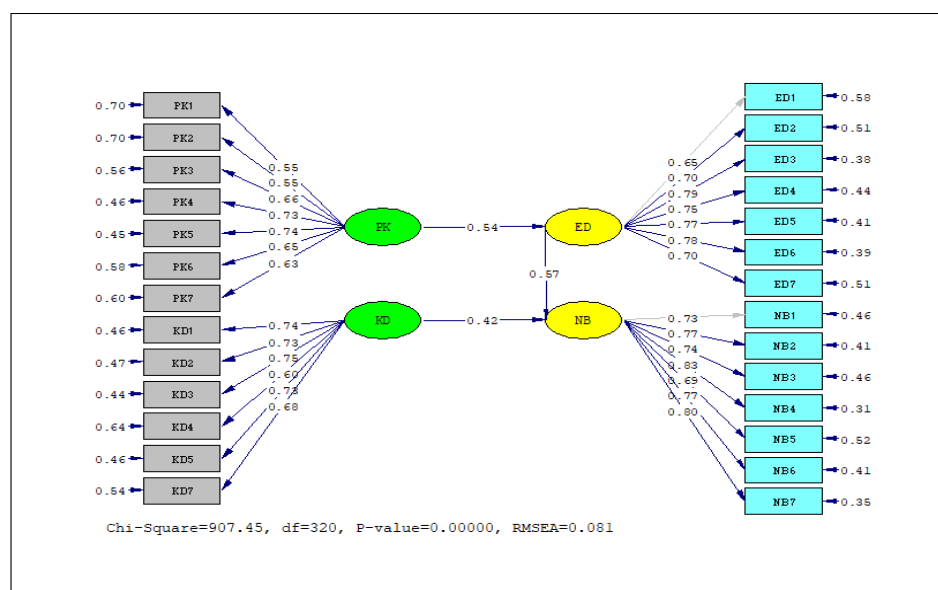 0.70 PK1
0.70 PK2
0.56 PK3
0.46 PK4
0.45 PK5
0.58 PK6
0.60 PK7
0.46 KD1
0.47 KD2
0.44 KD3
0.64 KD4
0.46 KD5
0.54 KD7
0.55
0.55
0.66
0.73
0.74
0.65
0.63
0.74
0.73
0.75
0.60
0.73
0.68
PK
KD
0.54
0.57
0.42
ED
NB
0.65
0.70
0.79
0.75
0.77
0.78
0.70
0.73
0.77
0.74
0.83
0.69
0.77
0.80
ED1 0.58
ED2 0.51
ED3 0.38
ED4 0.44
ED5 0.41
ED6 0.39
ED7 0.51
NB1 0.46
NB2 0.41
NB3 0.46
NB4 0.31
NB5 0.52
NB6 0.41
NB7 0.35
Chi-Square=907.45, df=320, P-value=0.00000, RMSEA=0.081